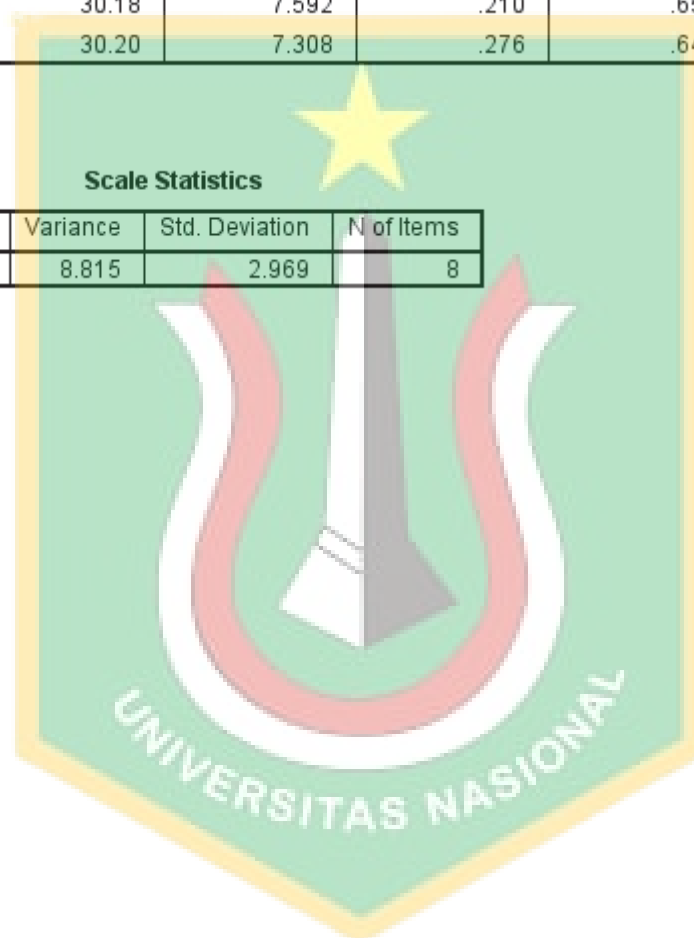 30.18 7.592 .210
30.20 7.308 .276
Scale Statistics
Variance Std. Deviation N of Items
8.815 2.969 8
UNIVERSITAS NASIONAL